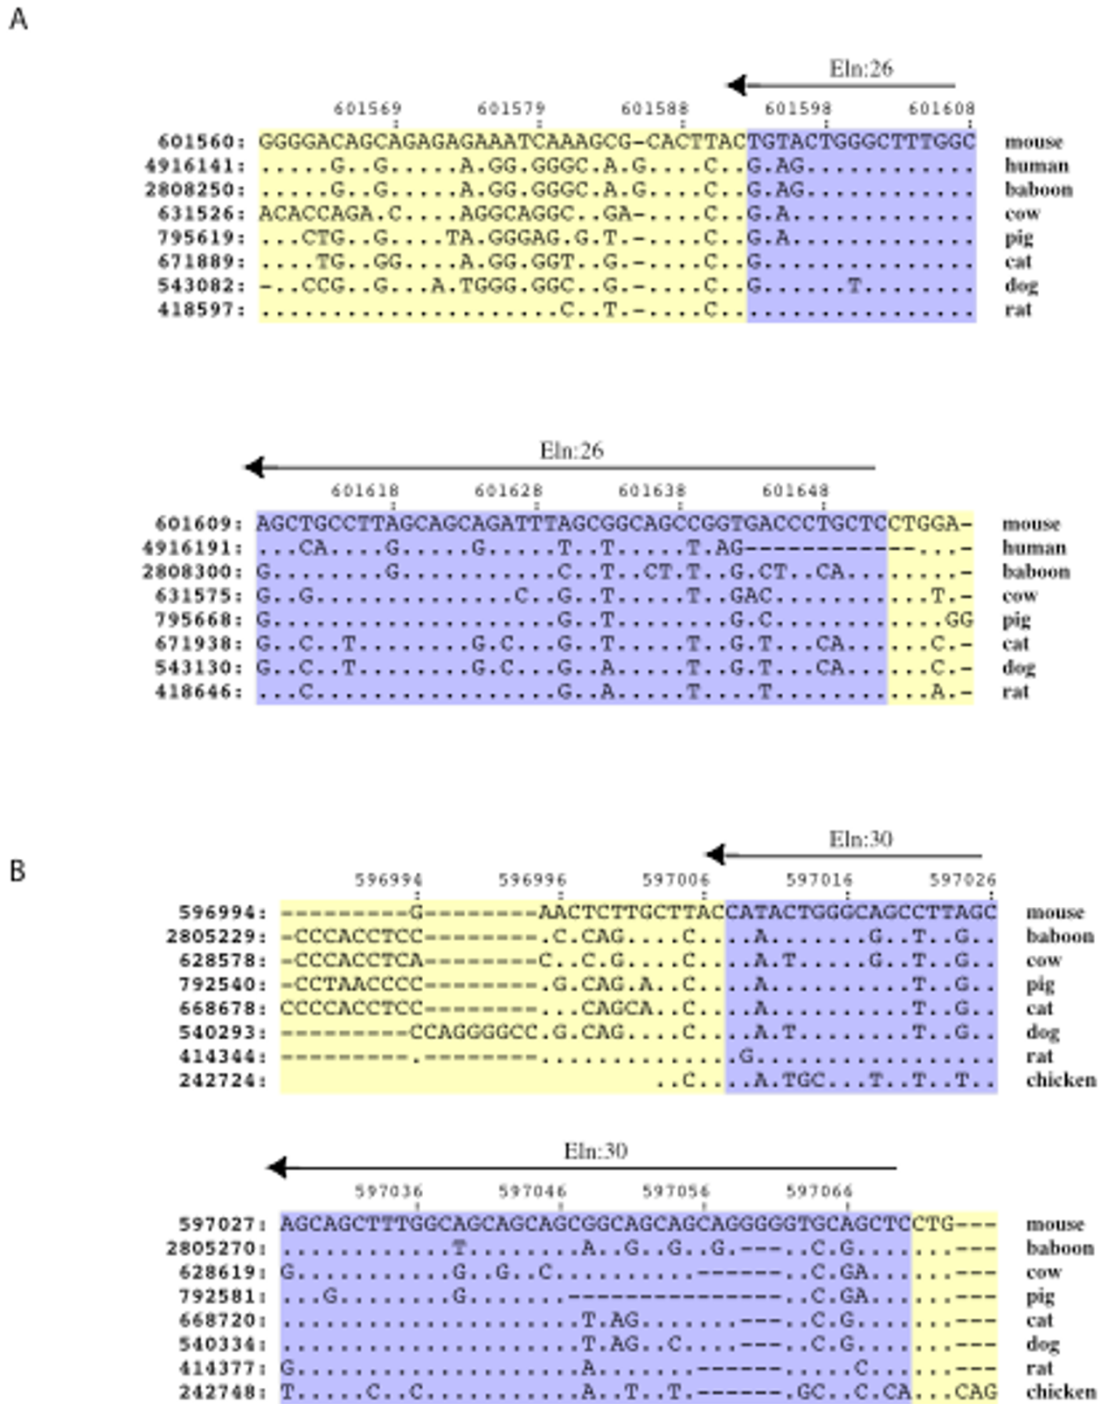 A
Eln:26
601569 601579 601588 601598 601608
601560: GGGGACAGCAGAGAGAAATCAAAGCG-CACTTACTGTACTGGGCTTTGGC mouse
4916141: .....G..G.....A.GG.GGGC.A.G....C..G.AG............ human
2808250: .....G..G.....A.GG.GGGC.A.G....C..G.AG............ baboon
631526: ACACCAGA.C....AGGCAGGC..GA-....C..G.A............. cow
795619: ...CTG..G....TA.GGGAG.G.T.-....C..G.A............. pig
671889: ....TG..GG....A.GG.GGT..G.-....C..G............... cat
543082: -..CCG..G...A.TGGG.GGC..G.-....C..G......T........ dog
418597: .....................C..T.-....C.................. rat
Eln:26
601618 601628 601638 601648
601609: AGCTGCCTTAGCAGCAGATTTAGCGGCAGCCGGTGACCCTGCTCCTGGA- mouse
4916191: ...CA....G.....G.....T..T.....T.AG------------...- human
2808300: G........G...........C..T..CT.T..G.CT..CA........- baboon
631575: G..G..............C..G..T.....T..GAC...........T.- cow
795668: G....................G..T........G.C............GG pig
671938: G..C..T........G.C...G..T.....T..G.T...CA......C.- cat
543130: G..C..T........G.C...G..A.....T..G.T...CA......C.- dog
418646: ...C.................G..A.....T....T...........A.- rat
B
Eln:30
596994 596996 597006 597016 597026
596994: ---------G--------AACTCTTGCTTACCATACTGGGCAGCCTTAGC mouse
2805229: -CCCACCTCC--------.C.CAG....C....A.......G..T..G.. baboon
628578: -CCCACCTCA--------C..C.G....C....A.T.....G..T..G.. cow
792540: -CCTAACCCC--------.G.CAG.A..C....A..........T..G.. pig
668678: CCCCACCTCC--------...CAGCA..C....A..........T..G.. cat
540293: ---------CCAGGGGCC.G.CAG....C....A.T........T..G.. dog
414344: ---------.--------..............G................. rat
242724: ..C....A.TGC...T..T..T.. chicken
Eln:30
597036 597046 597056 597066
597027: AGCAGCTTTGGCAGCAGCAGCGGCAGCAGCAGGGGGTGCAGCTCCTG--- mouse
2805270: ............T........A..G..G..G.---..C.G.......--- baboon
628619: G...........G..G..C..........------..C.GA......--- cow
792581: ...G........G.......---------------..C.GA......--- pig
668720: .....................T.AG.......---..C.G.......--- cat
540334: .....................T.AG..C....---..C.G.......--- dog
414377: G....................A.......------.....C......--- rat
242748: T.....C..C...........A..T..T.------.GC..C.CA...CAG chicken